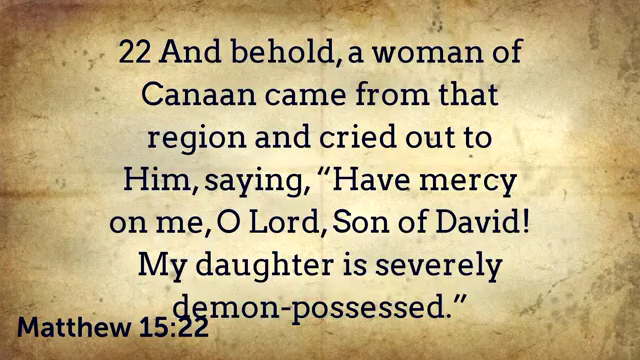 22 And behold, a woman of
Canaan came from that
region and cried out to
Him, saying, “Have mercy
on me, O Lord, Son of David!
My daughter is severely
demon-possessed.”
Matthew 15:22